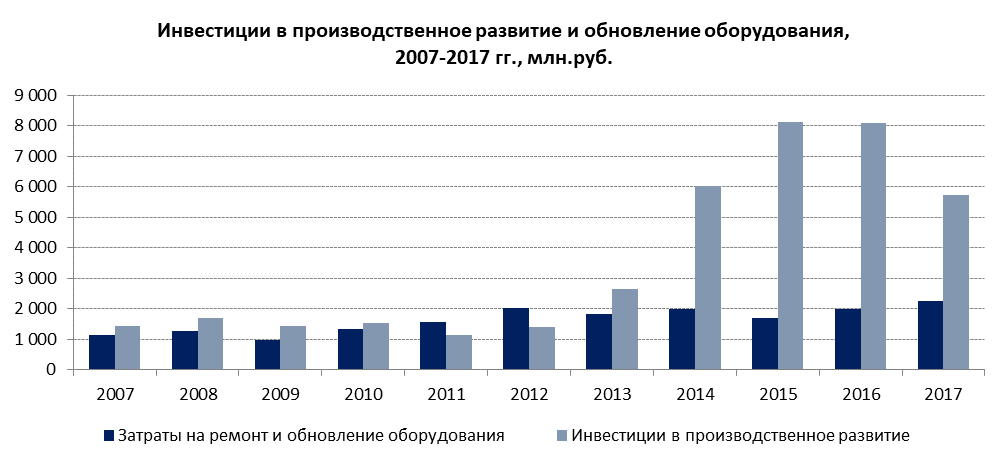 Инвестиции в производственное развитие и обновление оборудования,
2007-2017 гг., млн.руб.
9 000
8 000
7 000
6 000
5 000
4 000
3 000
2 000
1 000
0
2007 2008 2009 2010 2011 2012 2013 2014 2015 2016 2017
Затраты на ремонт и обновление оборудования Инвестиции в производственное развитие